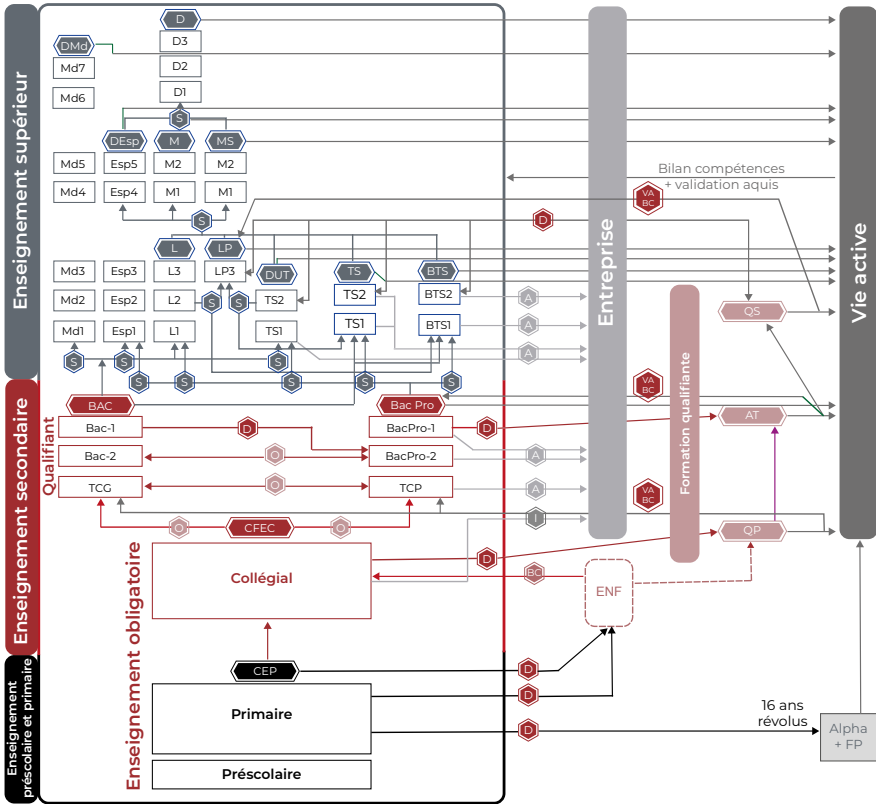 Enseignement supérieur
Enseignement secondaire
Qualifiant
Enseignement obligatoire
Enseignement
préscolaire et primaire
D
D3
D2
D1
DMd
Md7
Md6
S
DEsp
M
MS
Md5
Esp5
M2
M2
Md4
Esp4
M1
M1
S
L
LP
Md3
Esp3
L3
LP3
DUT
TS
BTS
Md2
Esp2
L2
S
S
TS2
TS2
BTS2
Md1
Esp1
L1
TS1
TS1
BTS1
S
S
S
S
S
S
S
S
BAC
Bac Pro
Bac-1
D
BacPro-1
D
Bac-2
O
BacPro-2
A
TCG
O
TCP
A
O
CFEC
O
I
Collégial
D
BC
ENF
CEP
D
Primaire
D
D
Préscolaire
Entreprise
Formation qualifiante
Vie active
Bilan compétences
+ validation aquis
VA
BC
D
A
A
A
QS
VA
BC
AT
VA
BC
QP
16 ans
révolus
Alpha
+ FP